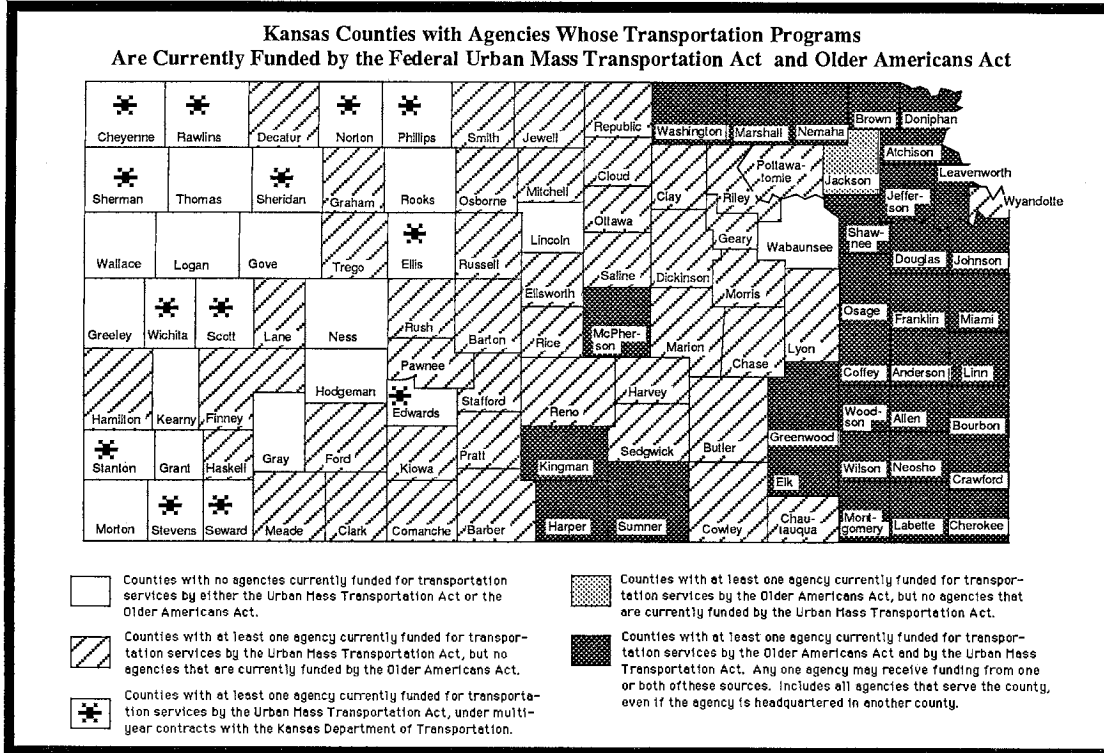 Kansas Counties with Agencies Whose Transportation Programs
Are Currently Funded by the Federal Urban Mass Transportation Act and Older Americans Act
Cheyenne Rawlins Decatur Norton Phillips Smith Jewell Republic Washington Marshall Nemaha Brown Doniphan
Sherman Thomas Sheridan Graham Rooks Osborne Mitchell Cloud Clay Riley Pottawa-
tomie Jackson Atchison Leavenworth
Jeffer-
son Wyandotte
Wallace Logan Gove Trego Ellis Russell Lincoln Ottawa Saline Dickinson Geary Wabaunsee Shaw-
nee Douglas Johnson
Greeley Wichita Scott Lane Ness Rush Barton Ellsworth Rice McPher-
son Marion Morris Chase Lyon Osage Franklin Miami
Hamilton Kearny Finney Hodgeman Pawnee Edwards Stafford Reno Harvey Coffey Anderson Linn
Stanton Grant Haskell Gray Ford Kiowa Pratt Kingman Sedgwick Butler Greenwood Wood-
son Allen Bourbon
Elk Wilson Neosho Crawford
Morton Stevens Seward Meade Clark Comanche Barber Harper Sumner Cowley Chau-
tauqua Mont-
gomery Labette Cherokee
Counties with no agencies currently funded for transportation
services by either the Urban Mass Transportation Act or the
Older Americans Act.
Counties with at least one agency currently funded for transpor-
tation services by the Urban Mass Transportation Act, but no
agencies that are currently funded by the Older Americans Act.
Counties with at least one agency currently funded for transporta-
tion services by the Urban Mass Transportation Act, under multi-
year contracts with the Kansas Department of Transportation.
Counties with at least one agency currently funded for transpor-
tation services by the Older Americans Act, but no agencies that
are currently funded by the Urban Mass Transportation Act.
Counties with at least one agency currently funded for transpor-
tation services by the Older Americans Act and by the Urban Mass
Transportation Act. Any one agency may receive funding from one
or both ofthese sources. Includes all agencies that serve the county,
even if the agency is headquartered in another county.